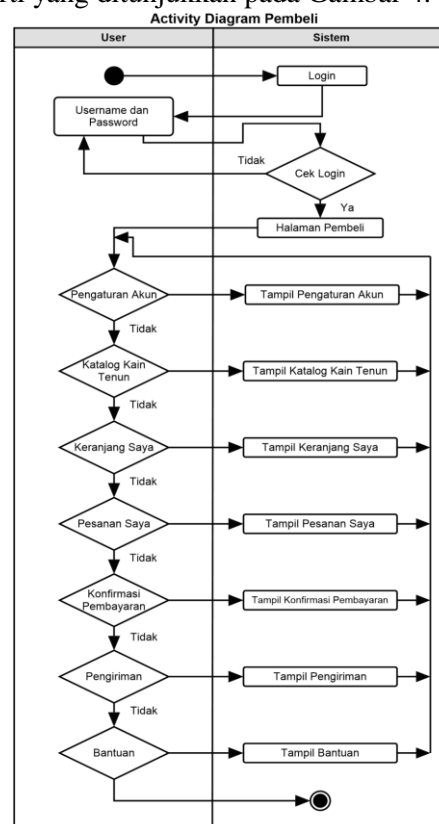 rti yang ditunjukkan pada Gambar 4.
Activity Diagram Pembeli
User
Sistem
Login
Username dan
Password
Tidak
Cek Login
Ya
Halaman Pembeli
Pengaturan Akun
Tampil Pengaturan Akun
Tidak
Katalog Kain
Tenun
Tampil Katalog Kain Tenun
Tidak
Keranjang Saya
Tampil Keranjang Saya
Tidak
Pesanan Saya
Tampil Pesanan Saya
Tidak
Konfirmasi
Pembayaran
Tampil Konfirmasi Pembayaran
Tidak
Pengiriman
Tampil Pengiriman
Tidak
Bantuan
Tampil Bantuan